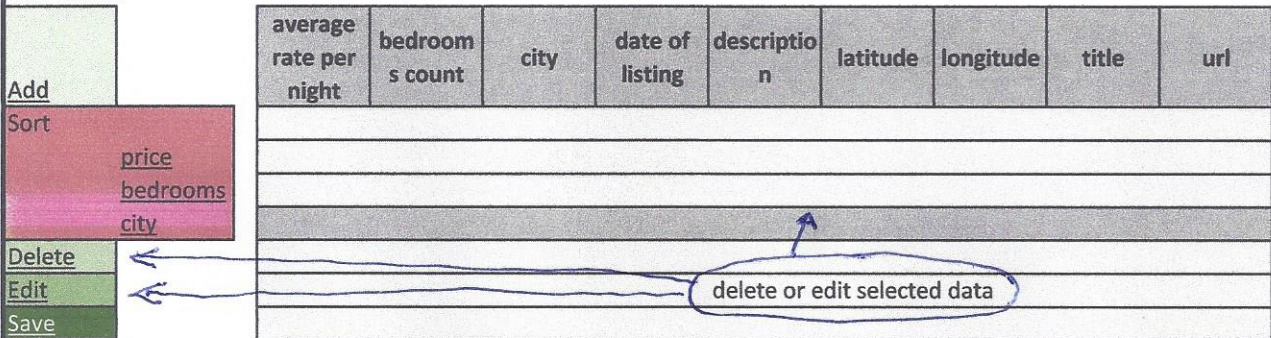 average
rate per
night
bedroom
s count
city
date of
listing
descriptio
n
latitude
longitude
title
url
Add
Sort
price
bedrooms
city
Delete
Edit
delete or edit selected data
Save